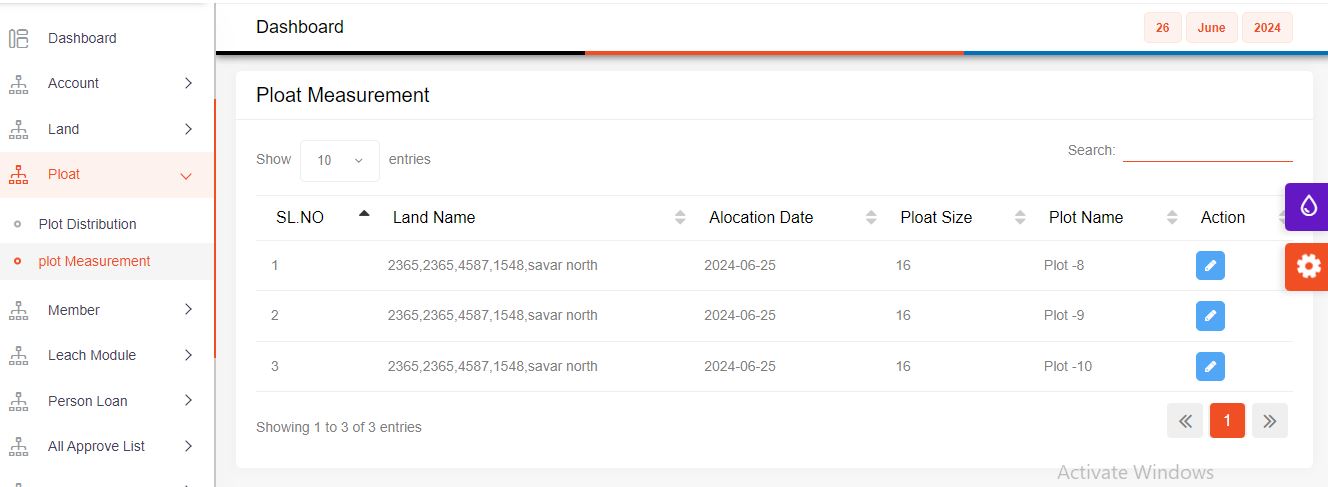 Dashboard
Account
Land
Ploat
Plot Distribution
plot Measurement
Member
Leach Module
Person Loan
All Approve List
Dashboard
26 June 2024
Ploat Measurement
Show 10 entries
Search:
SL.NO Land Name Alocation Date Ploat Size Plot Name Action
1 2365,2365,4587,1548,savar north 2024-06-25 16 Plot -8
2 2365,2365,4587,1548,savar north 2024-06-25 16 Plot -9
3 2365,2365,4587,1548,savar north 2024-06-25 16 Plot -10
Showing 1 to 3 of 3 entries
« 1 »
Activate Windows